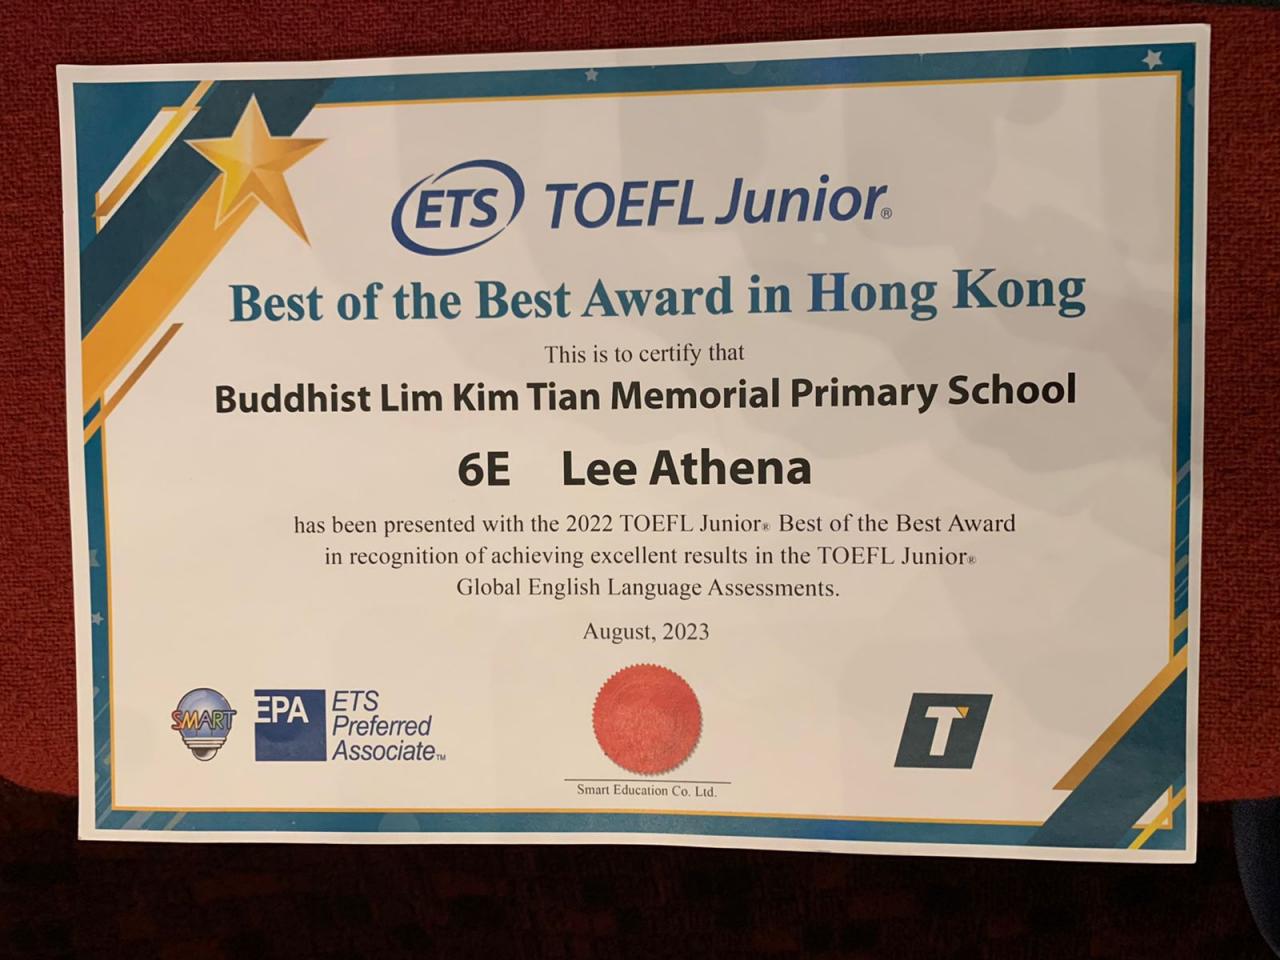 ETS TOEFL Junior®
Best of the Best Award in Hong Kong
This is to certify that
Buddhist Lim Kim Tian Memorial Primary School
6E Lee Athena
has been presented with the 2022 TOEFL Junior® Best of the Best Award
in recognition of achieving excellent results in the TOEFL Junior®
Global English Language Assessments.
August, 2023
SMART
EPA
ETS
Preferred
Associate™
T
Smart Education Co. Ltd.